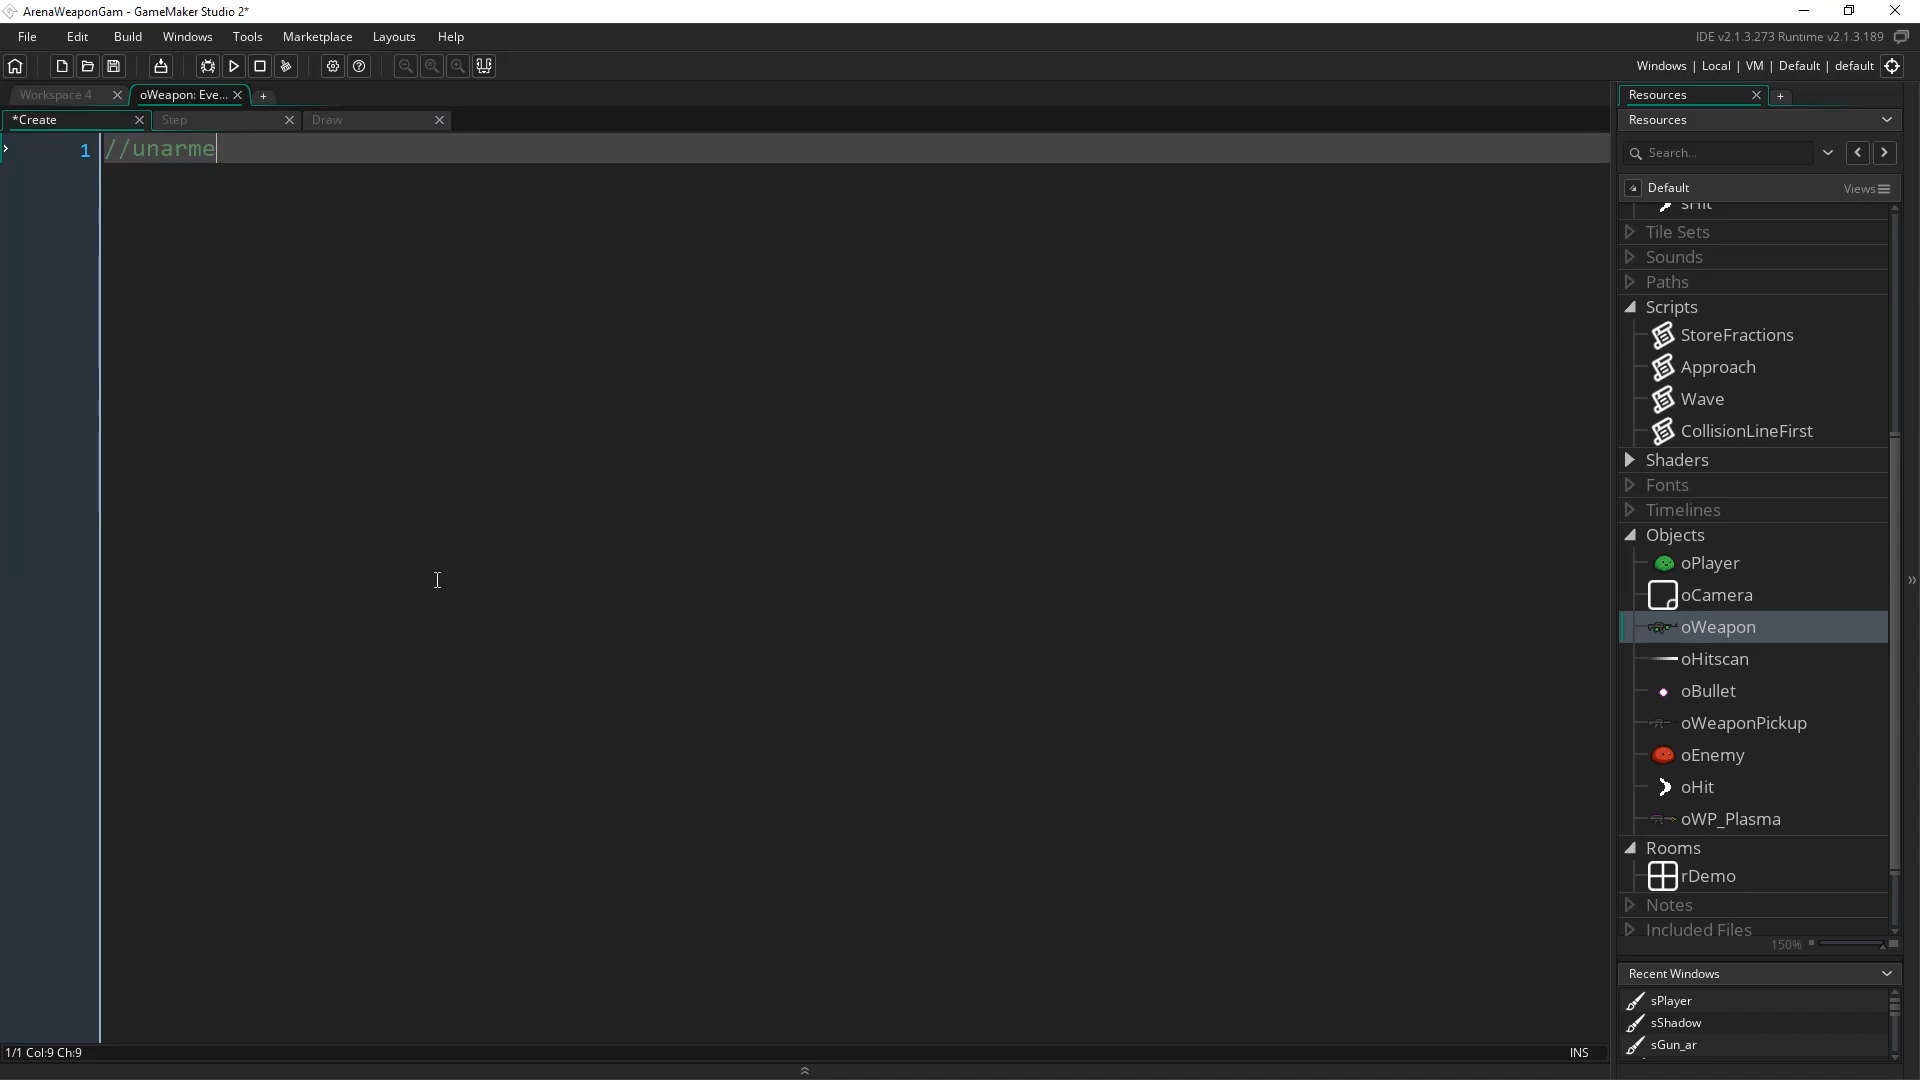 ArenaWeaponGam - GameMaker Studio 2*
File Edit Build Windows Tools Marketplace Layouts Help
IDE v2.1.3.273 Runtime v2.1.3.189
Windows | Local | VM | Default | default
Workspace 4
oWeapon: Eve...
Resources
*Create
Step
Draw
Resources
1 //unarme
Search...
Default
Views
sHit
Tile Sets
Sounds
Paths
Scripts
StoreFractions
Approach
Wave
CollisionLineFirst
Shaders
Fonts
Timelines
Objects
oPlayer
oCamera
oWeapon
oHitscan
oBullet
oWeaponPickup
oEnemy
oHit
oWP_Plasma
Rooms
rDemo
Notes
Included Files
150%
Recent Windows
sPlayer
sShadow
sGun_ar
1/1 Col:9 Ch:9
INS